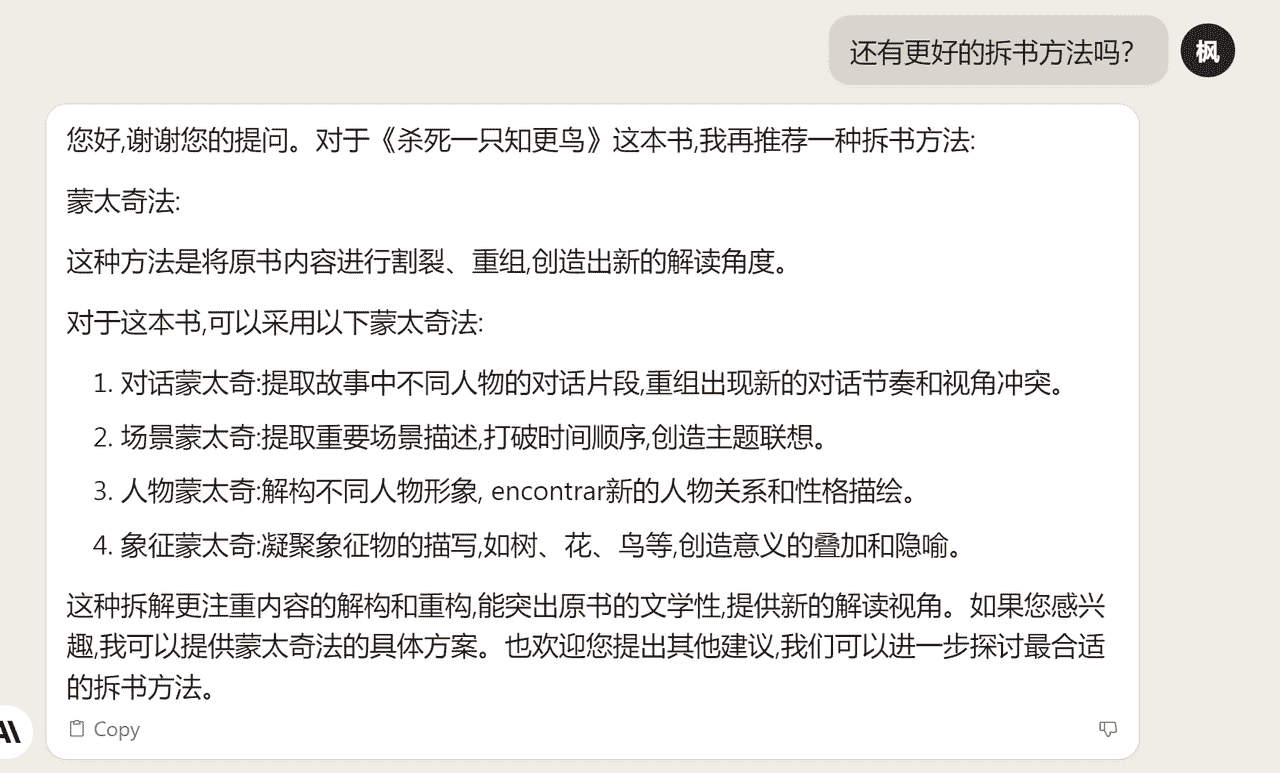 还有更好的拆书方法吗?
枫
您好,谢谢您的提问。对于《杀死一只知更鸟》这本书,我再推荐一种拆书方法:
蒙太奇法:
这种方法是将原书内容进行割裂、重组,创造出新的解读角度。
对于这本书,可以采用以下蒙太奇法:
1. 对话蒙太奇:提取故事中不同人物的对话片段,重组出现新的对话节奏和视角冲突。
2. 场景蒙太奇:提取重要场景描述,打破时间顺序,创造主题联想。
3. 人物蒙太奇:解构不同人物形象, encontrar新的人物关系和性格描绘。
4. 象征蒙太奇:凝聚象征物的描写,如树、花、鸟等,创造意义的叠加和隐喻。
这种拆解更注重内容的解构和重构,能突出原书的文学性,提供新的解读视角。如果您感兴
趣,我可以提供蒙太奇法的具体方案。也欢迎您提出其他建议,我们可以进一步探讨最合适
的拆书方法。
A\
Copy